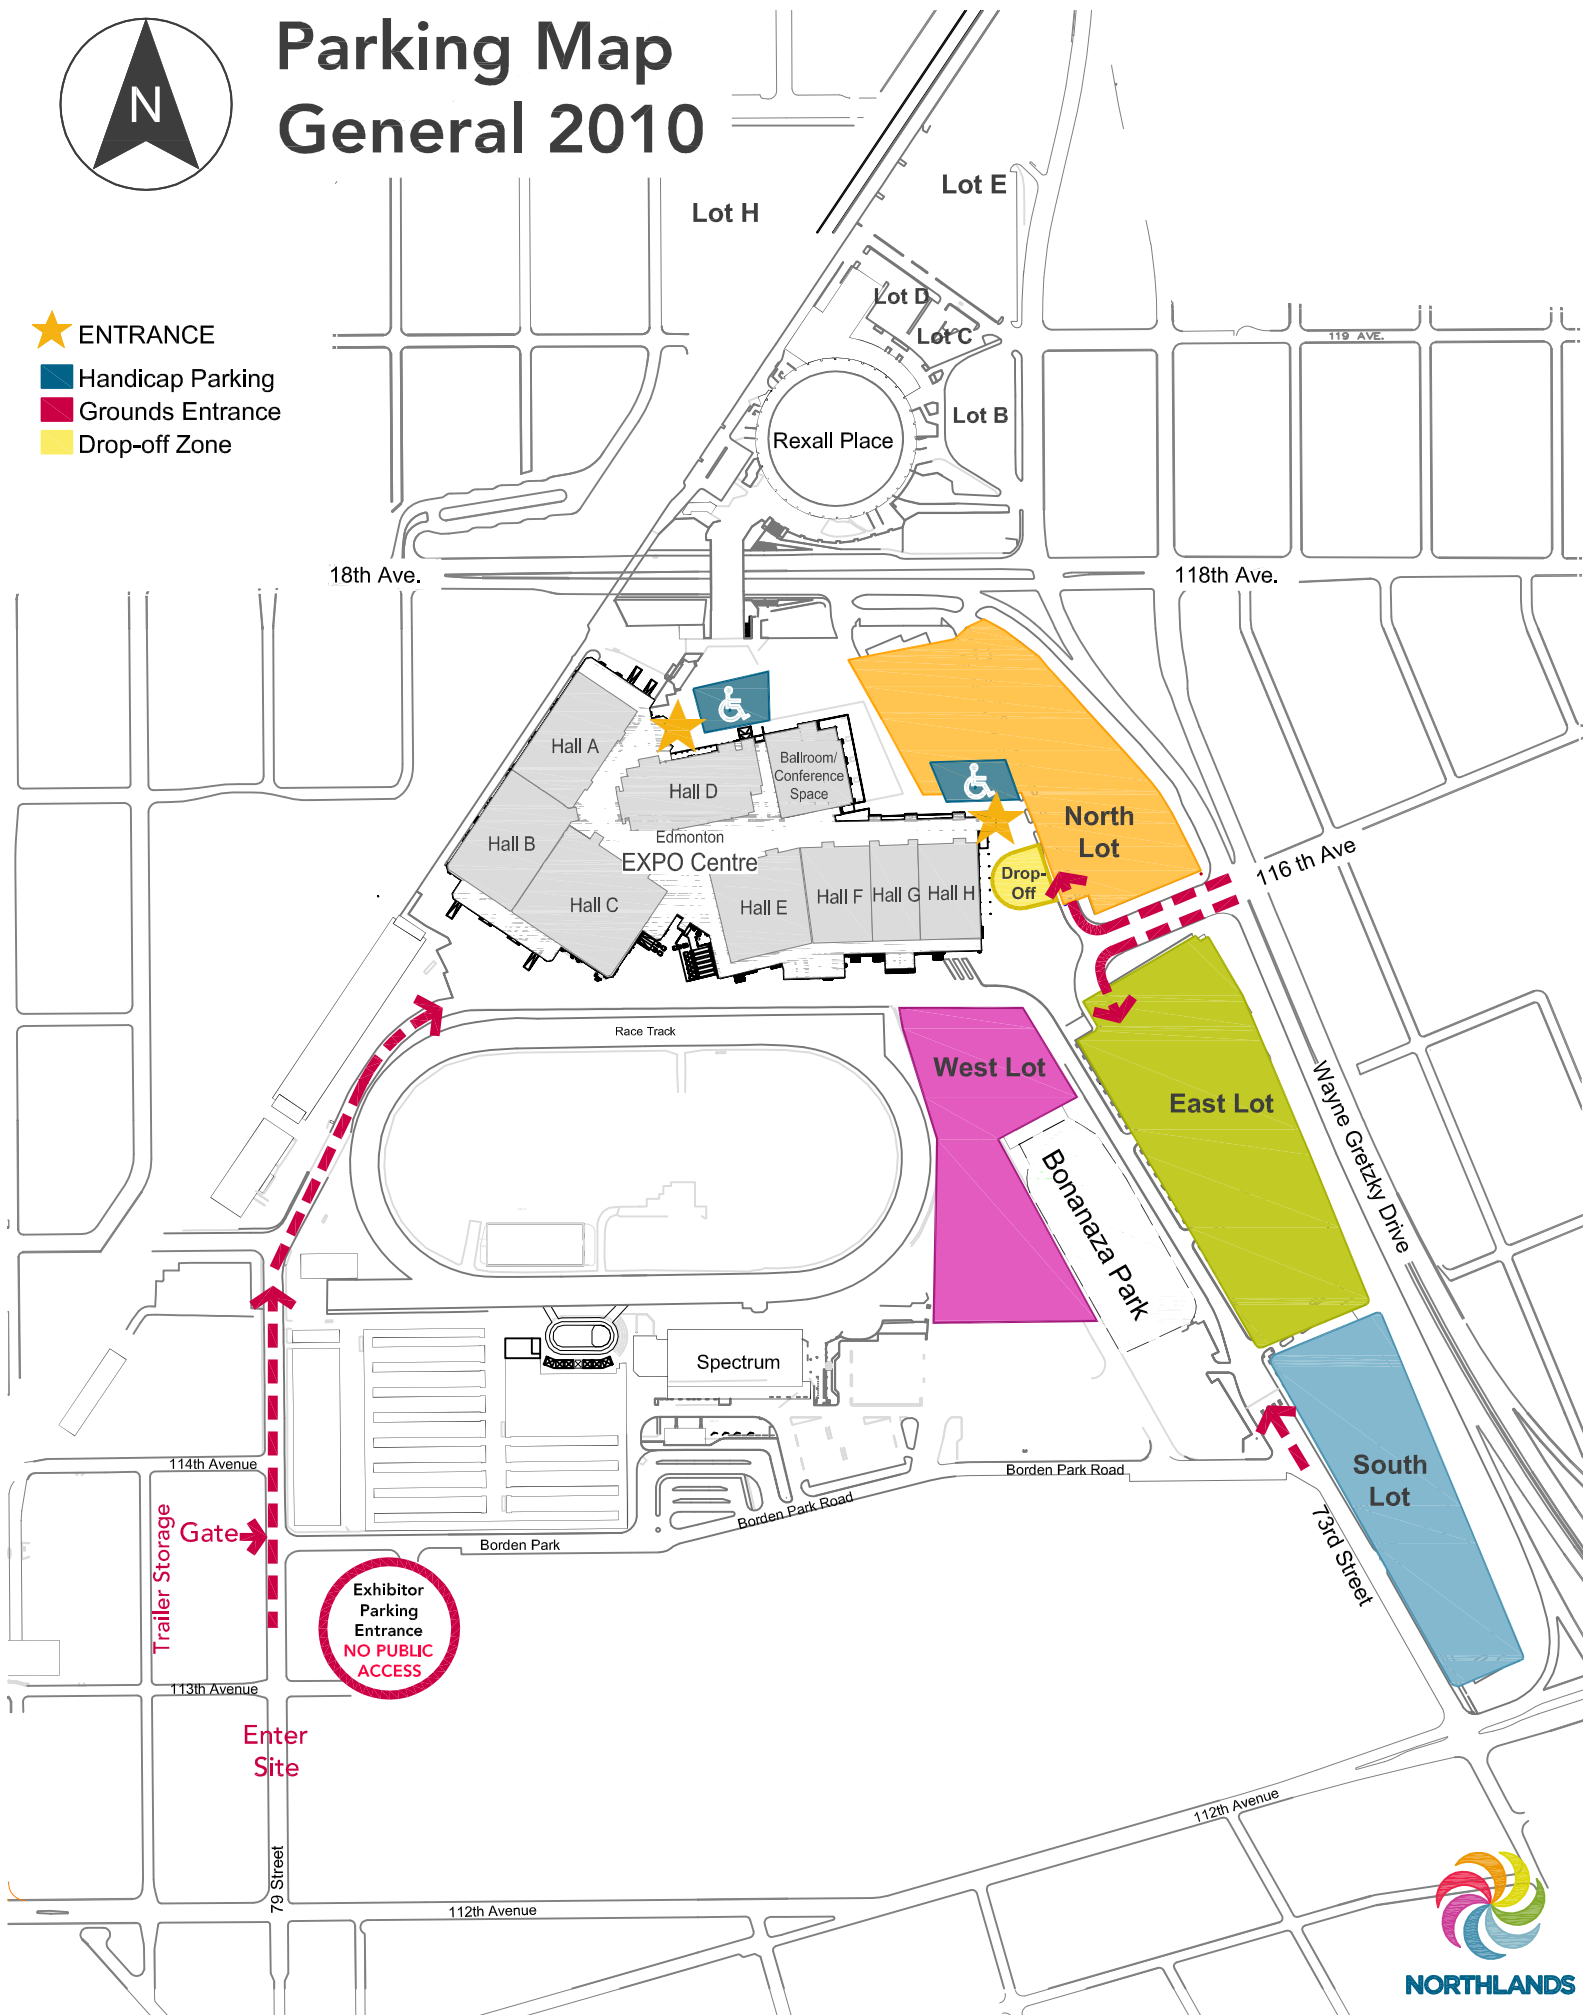 N
Parking Map
General 2010
Lot H
Lot E
Lot D
Lot C
Lot B
119 AVE.
ENTRANCE
Handicap Parking
Grounds Entrance
Drop-off Zone
Rexall Place
18th Ave.
118th Ave.
Hall A
Hall D
Ballroom/
Conference
Space
Hall B
Edmonton
EXPO Centre
North
Lot
116 th Ave
Drop-
Off
Hall C
Hall E
Hall F
Hall G
Hall H
Race Track
West Lot
East Lot
Wayne Gretzky Drive
Bonanaza Park
Spectrum
114th Avenue
Trailer Storage
Gate
Borden Park
Borden Park Road
Borden Park Road
South
Lot
73rd Street
Exhibitor
Parking
Entrance
NO PUBLIC
ACCESS
113th Avenue
Enter
Site
79 Street
112th Avenue
112th Avenue
NORTHLANDS